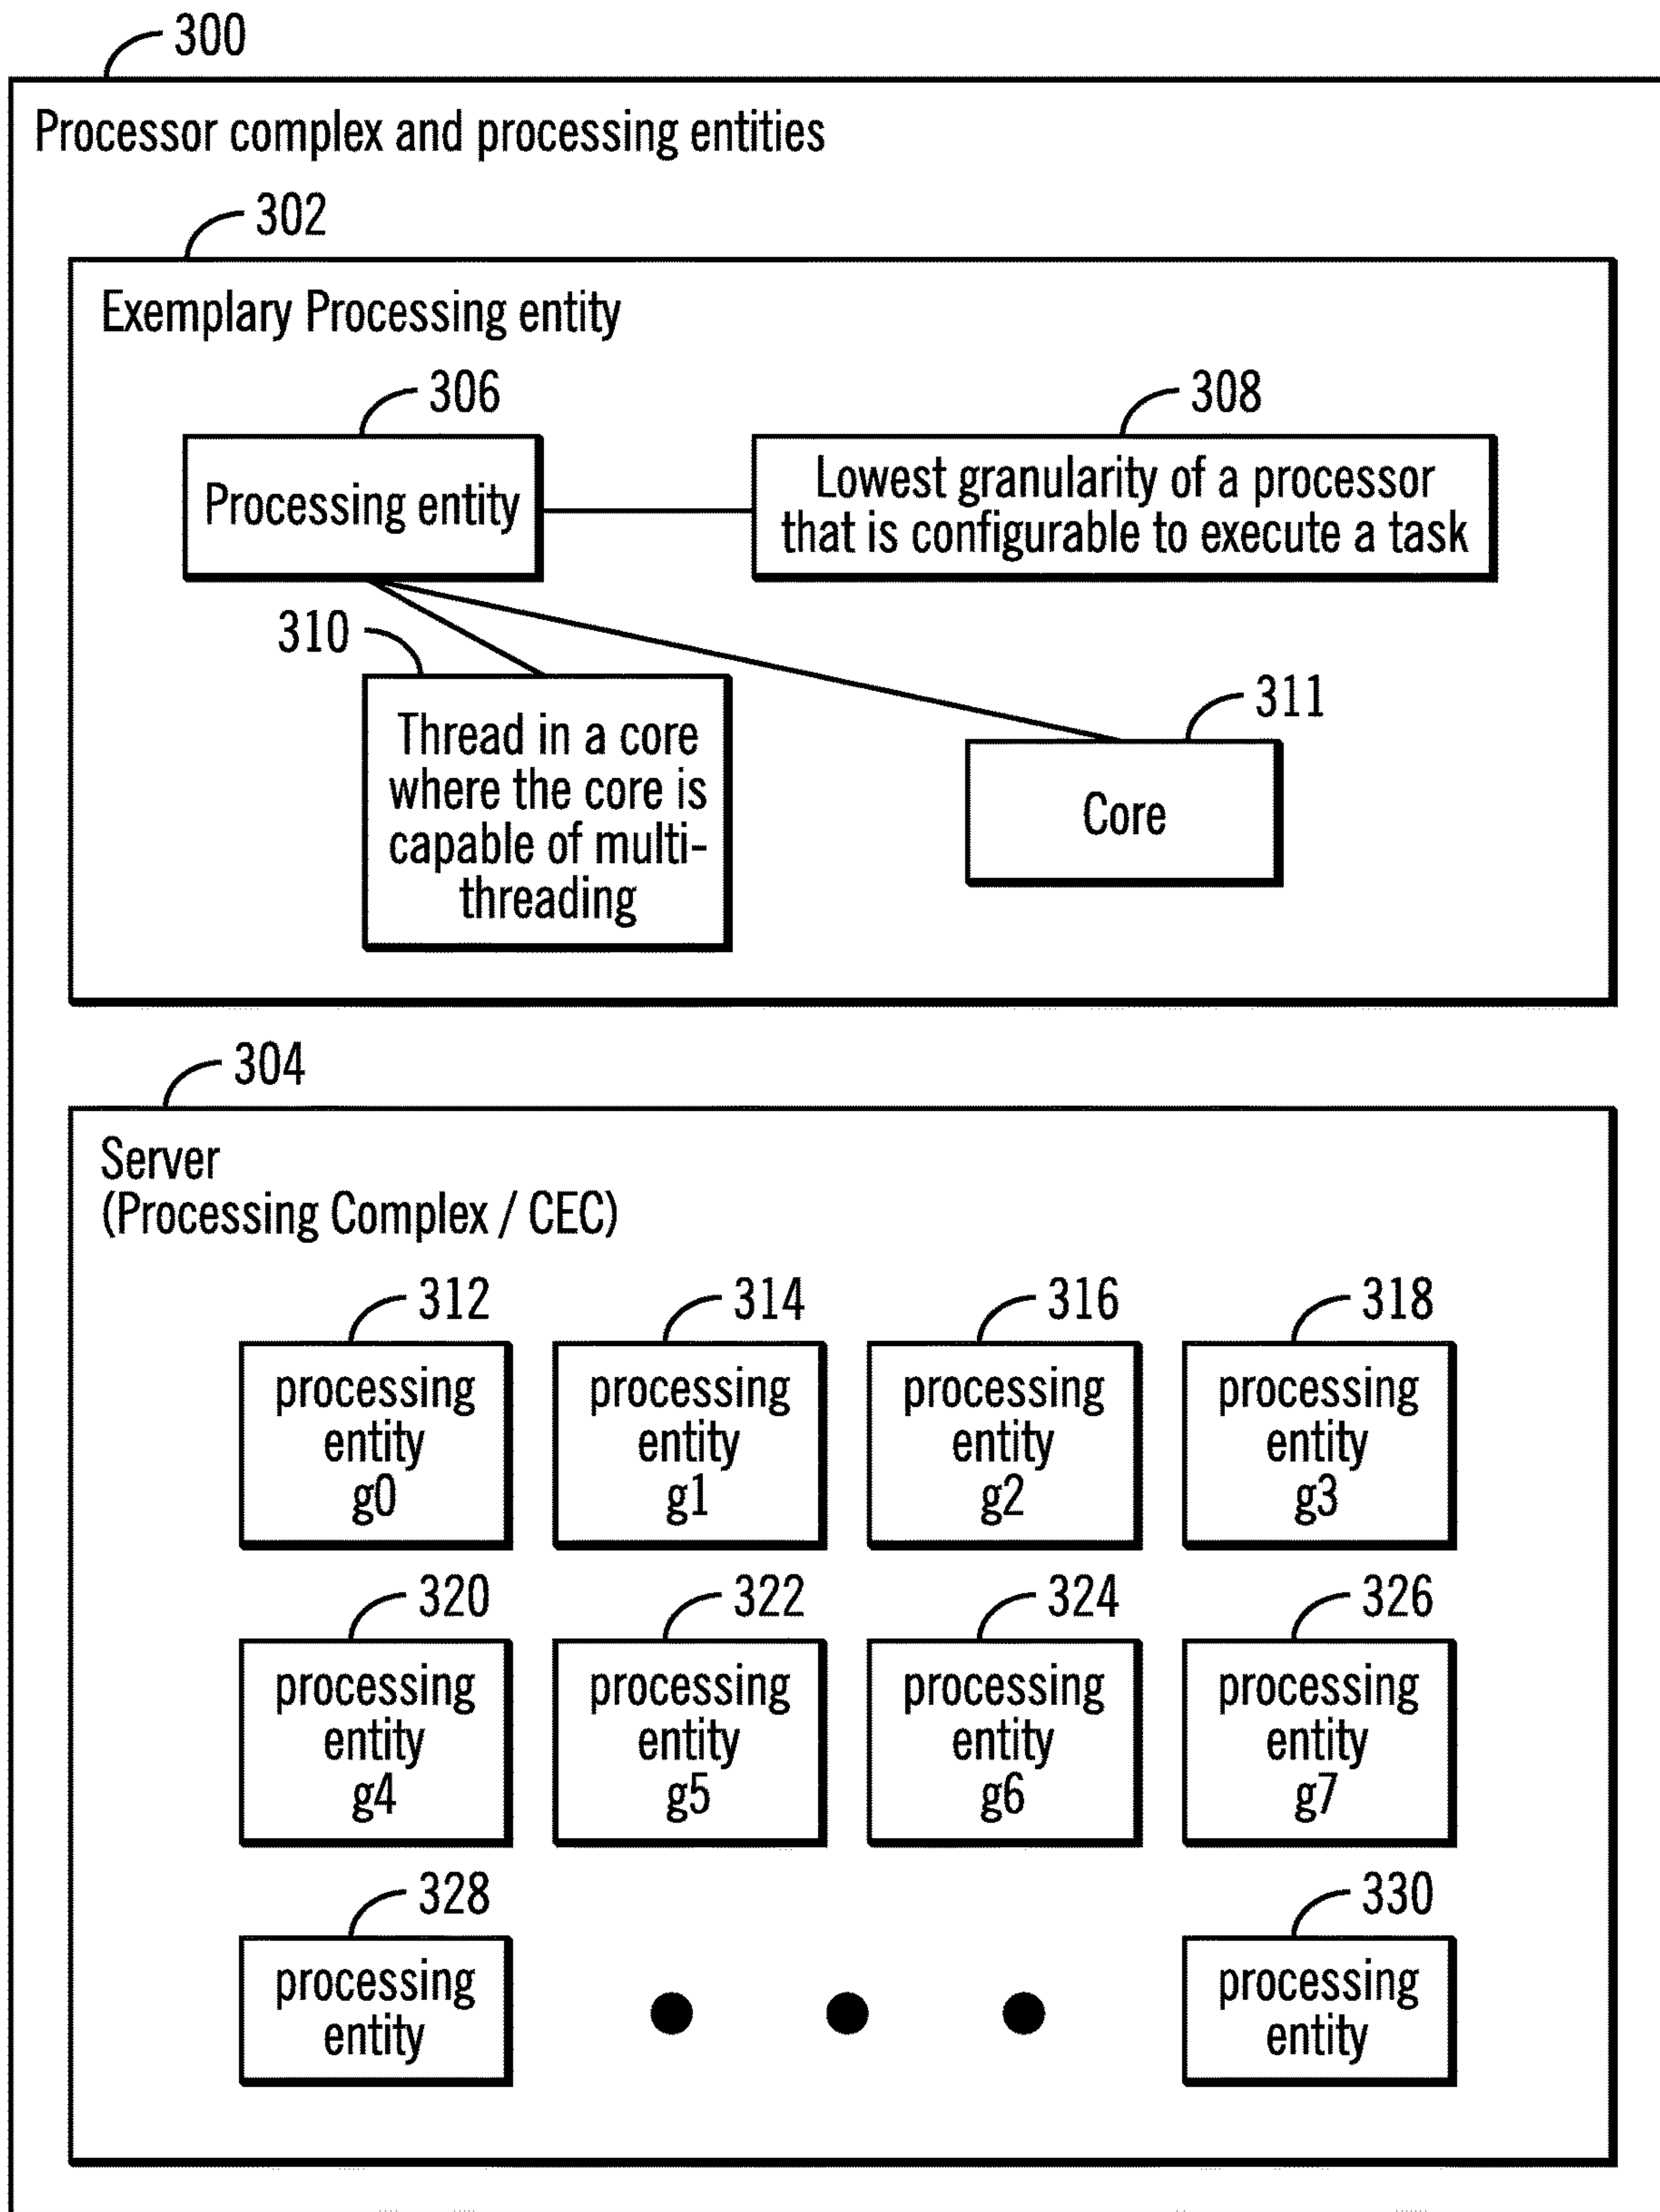 300
Processor complex and processing entities
302
Exemplary Processing entity
306
308
Processing entity
Lowest granularity of a processor
that is configurable to execute a task
310
311
Thread in a core
where the core is
capable of multi-
threading
Core
304
Server
(Processing Complex / CEC)
312
314
316
318
processing
entity
g0
processing
entity
g1
processing
entity
g2
processing
entity
g3
320
322
324
326
processing
entity
g4
processing
entity
g5
processing
entity
g6
processing
entity
g7
328
330
processing
entity
processing
entity